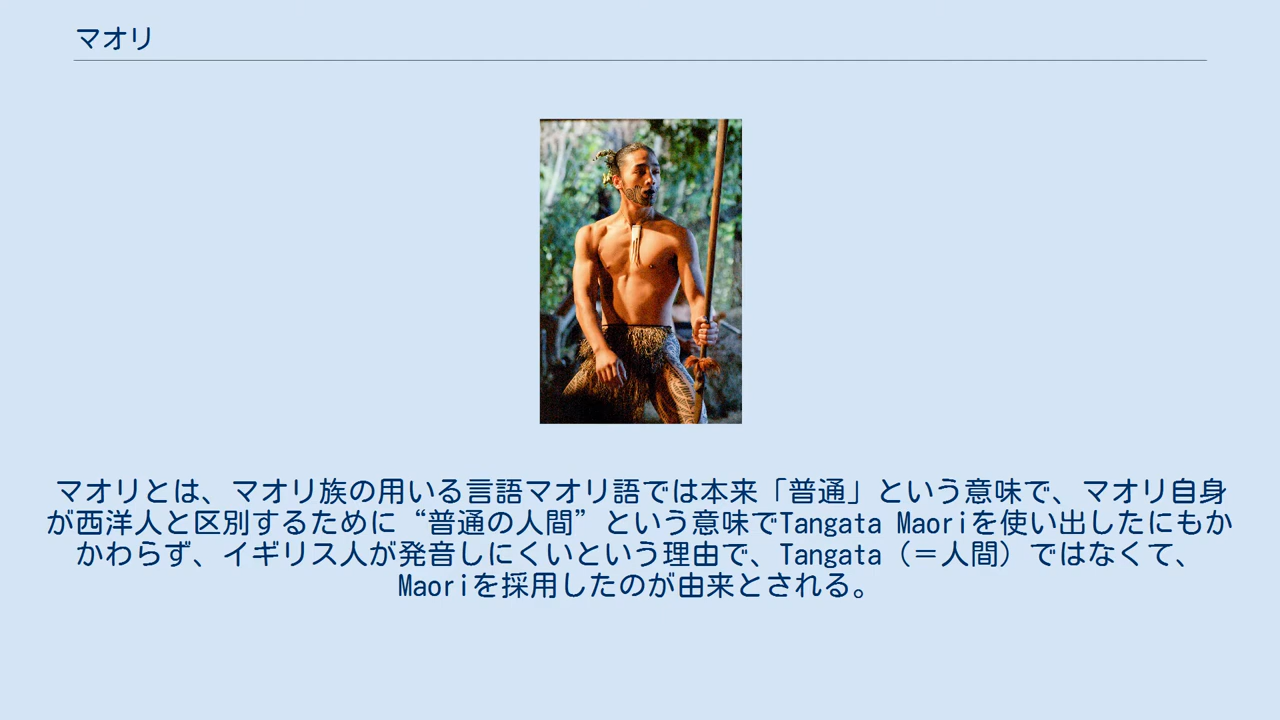 マオリ
マオリとは、マオリ族の用いる言語マオリ語では本来「普通」という意味で、マオリ自身
が西洋人と区別するために“普通の人間”という意味でTangata Maoriを使い出したにもか
かわらず、イギリス人が発音しにくいという理由で、Tangata（＝人間）ではなくて、
Maoriを採用したのが由来とされる。